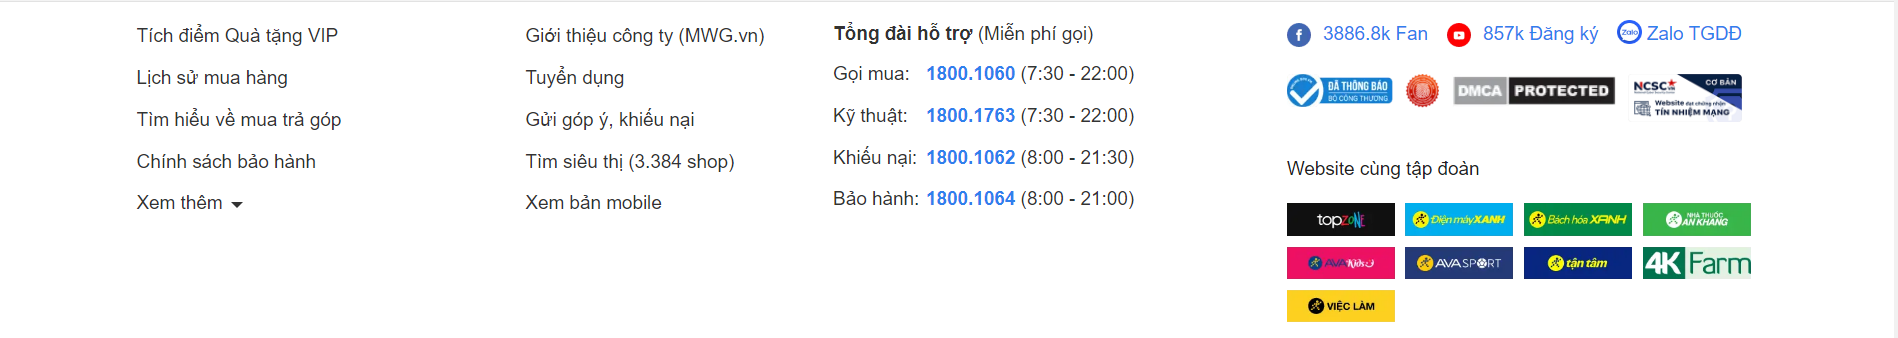 Tích điểm Quà tặng VIP
Lịch sử mua hàng
Tìm hiểu về mua trả góp
Chính sách bảo hành
Xem thêm
Giới thiệu công ty (MWG.vn)
Tuyển dụng
Gửi góp ý, khiếu nại
Tìm siêu thị (3.384 shop)
Xem bản mobile
Tổng đài hỗ trợ (Miễn phí gọi)
Gọi mua: 1800.1060 (7:30 - 22:00)
Kỹ thuật: 1800.1763 (7:30 - 22:00)
Khiếu nại: 1800.1062 (8:00 - 21:30)
Bảo hành: 1800.1064 (8:00 - 21:00)
3886.8k Fan 857k Đăng ký Zalo Zalo TGDĐ
ĐÃ THÔNG BÁO
BỘ CÔNG THƯƠNG
DMCA PROTECTED
NCSC CƠ BẢN
Website đạt chứng nhận
TÍN NHIỆM MẠNG
Website cùng tập đoàn
topzone Điện máy XANH Bách hóa XANH NHÀ THUỐC AN KHANG
AVAKids AVASPORT tận tâm 4KFarm
VIỆC LÀM